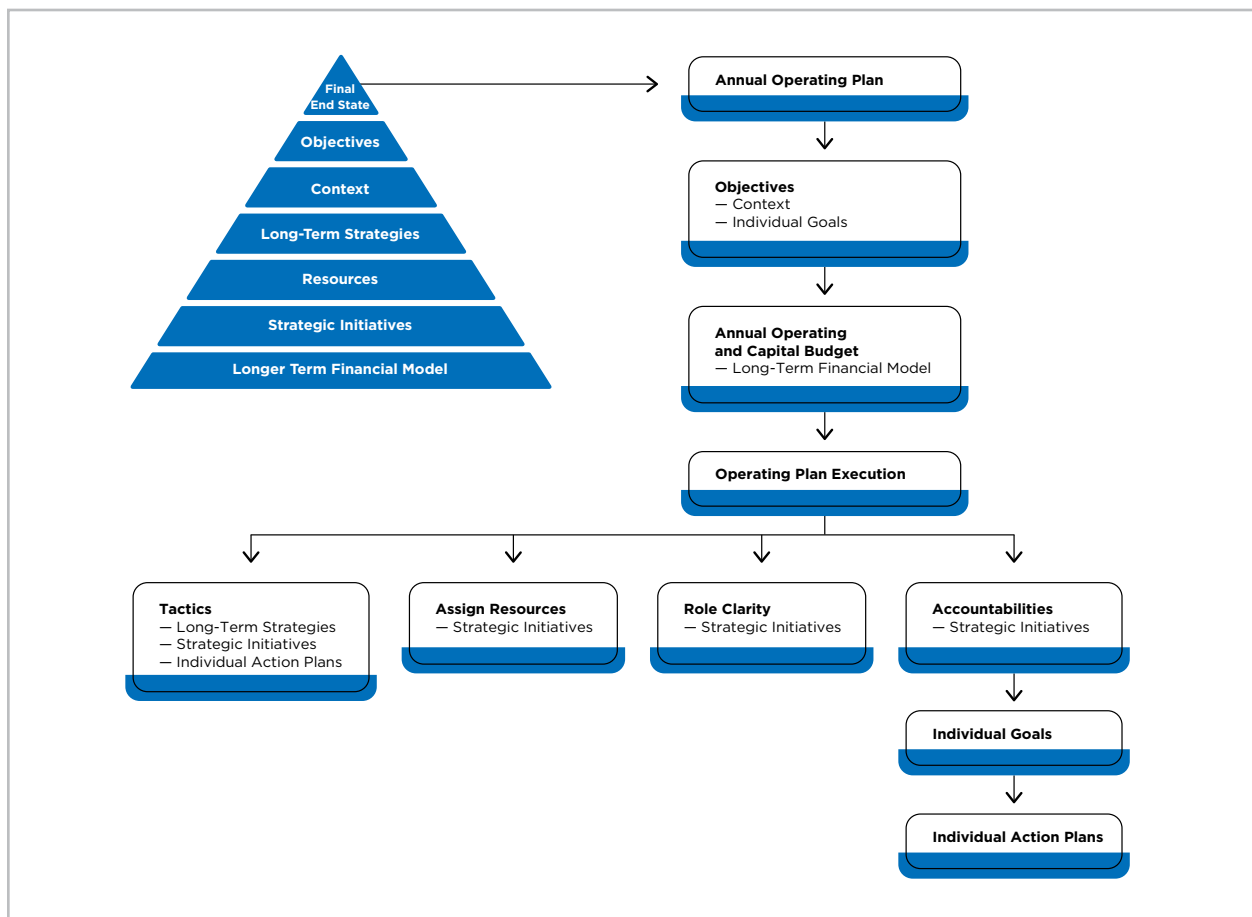 Final
End State
Objectives
Context
Long-Term Strategies
Resources
Strategic Initiatives
Longer Term Financial Model
Annual Operating Plan
Objectives
— Context
— Individual Goals
Annual Operating
and Capital Budget
— Long-Term Financial Model
Operating Plan Execution
Tactics
— Long-Term Strategies
— Strategic Initiatives
— Individual Action Plans
Assign Resources
— Strategic Initiatives
Role Clarity
— Strategic Initiatives
Accountabilities
— Strategic Initiatives
Individual Goals
Individual Action Plans